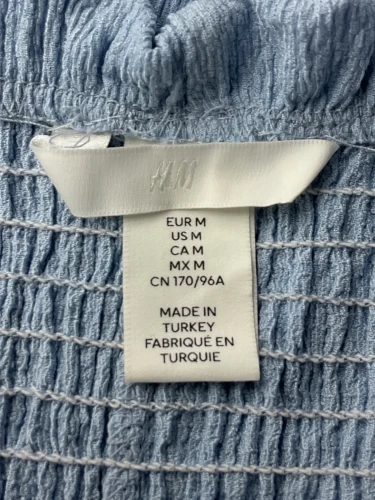 H&M
EUR M
US M
CA M
MX M
CN 170/96A
MADE IN
TURKEY
FABRIQUÉ EN
TURQUIE